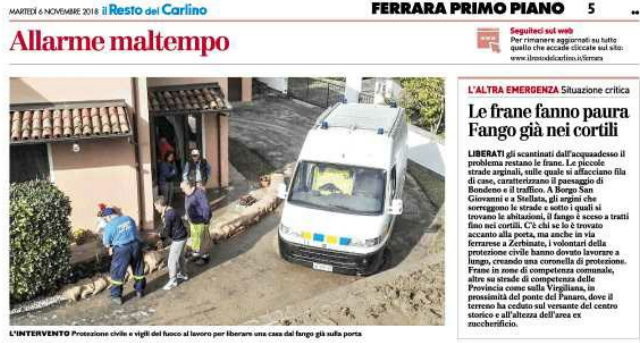 MARTEDÌ 6 NOVEMBRE 2018 il Resto del Carlino
FERRARA PRIMO PIANO 5
Allarme maltempo
Seguiteci sul web
Per rimanere aggiornati su tutto
quello che accade cliccate sul sito:
www.ilrestodelcarlino.it/ferrara
L'ALTRA EMERGENZA Situazione critica
Le frane fanno paura
Fango già nei cortili
LIBERATI gli scantinati dall'acquadesso il
problema restano le frane. Le piccole
strade arginali, sulle quali si affacciano fila
di case, caratterizzano il paesaggio di
Bondeno e il traffico. A Borgo San
Giovanni e a Stellata, gli argini che
sorreggono le strade e sotto i quali si
trovano le abitazioni, il fango è sceso a tratti
fino nei cortili. C'è chi se lo è trovato
accanto alla porta, ma anche in via
ferrarese a Zerbinate, i volontari della
protezione civile hanno dovuto lavorare a
lungo, creando una coronella di protezione.
Frane in zone di competenza comunale,
altre su strade di competenza delle
Provincia come sulla Virgiliana, in
prossimità del ponte del Panaro, dove il
terreno ha ceduto sul versante del centro
storico e all'altezza dell'area ex
zuccherificio.
L'INTERVENTO Protezione civile e vigili del fuoco al lavoro per liberare una casa dal fango già sulla porta